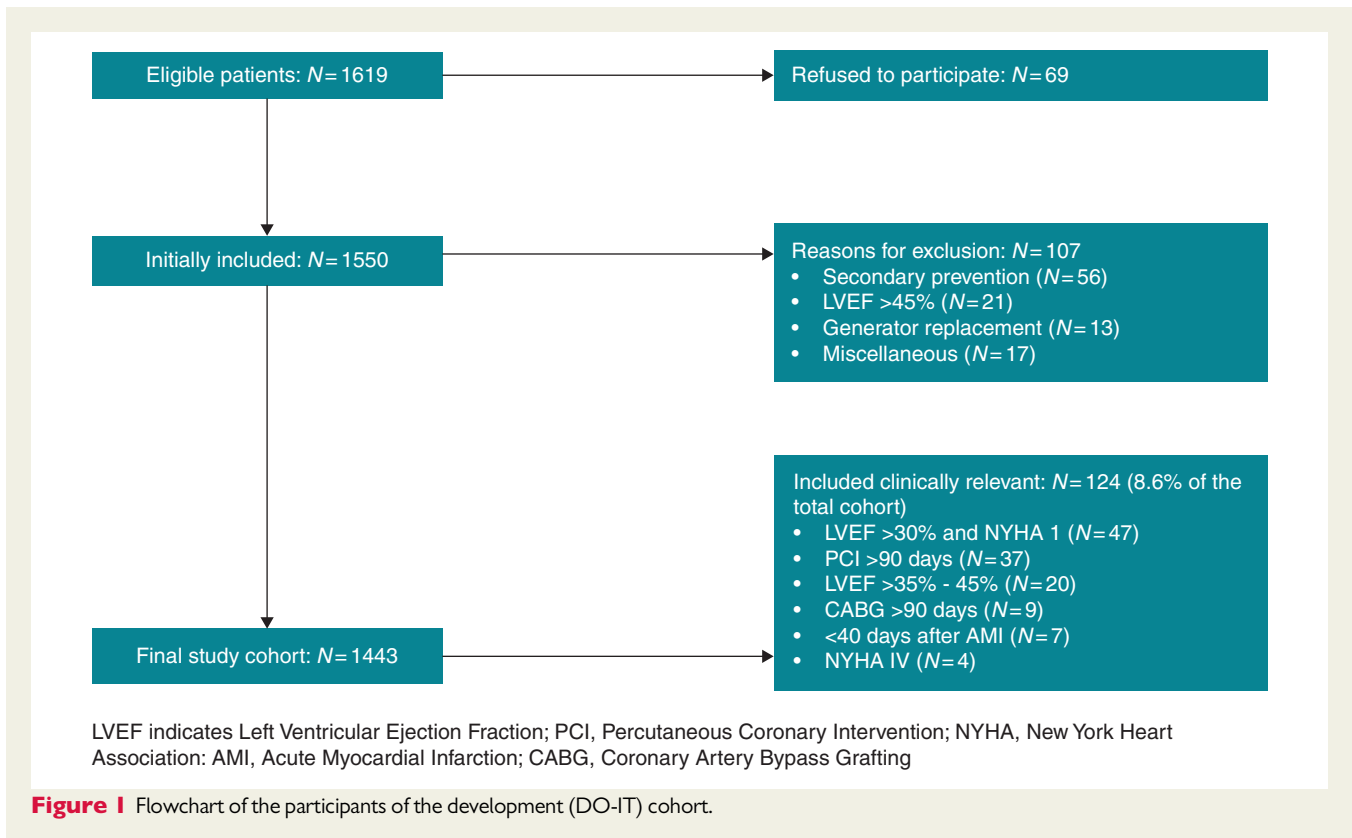 Eligible patients: N=1619
Refused to participate: N=69
Initially included: N=1550
Reasons for exclusion: N=107
• Secondary prevention (N=56)
• LVEF >45% (N=21)
• Generator replacement (N=13)
• Miscellaneous (N=17)
Included clinically relevant: N=124 (8.6% of the
total cohort)
• LVEF >30% and NYHA 1 (N=47)
• PCI >90 days (N=37)
• LVEF >35% - 45% (N=20)
• CABG >90 days (N=9)
• <40 days after AMI (N=7)
• NYHA IV (N=4)
Final study cohort: N=1443
LVEF indicates Left Ventricular Ejection Fraction; PCI, Percutaneous Coronary Intervention; NYHA, New York Heart
Association: AMI, Acute Myocardial Infarction; CABG, Coronary Artery Bypass Grafting
Figure 1 Flowchart of the participants of the development (DO-IT) cohort.